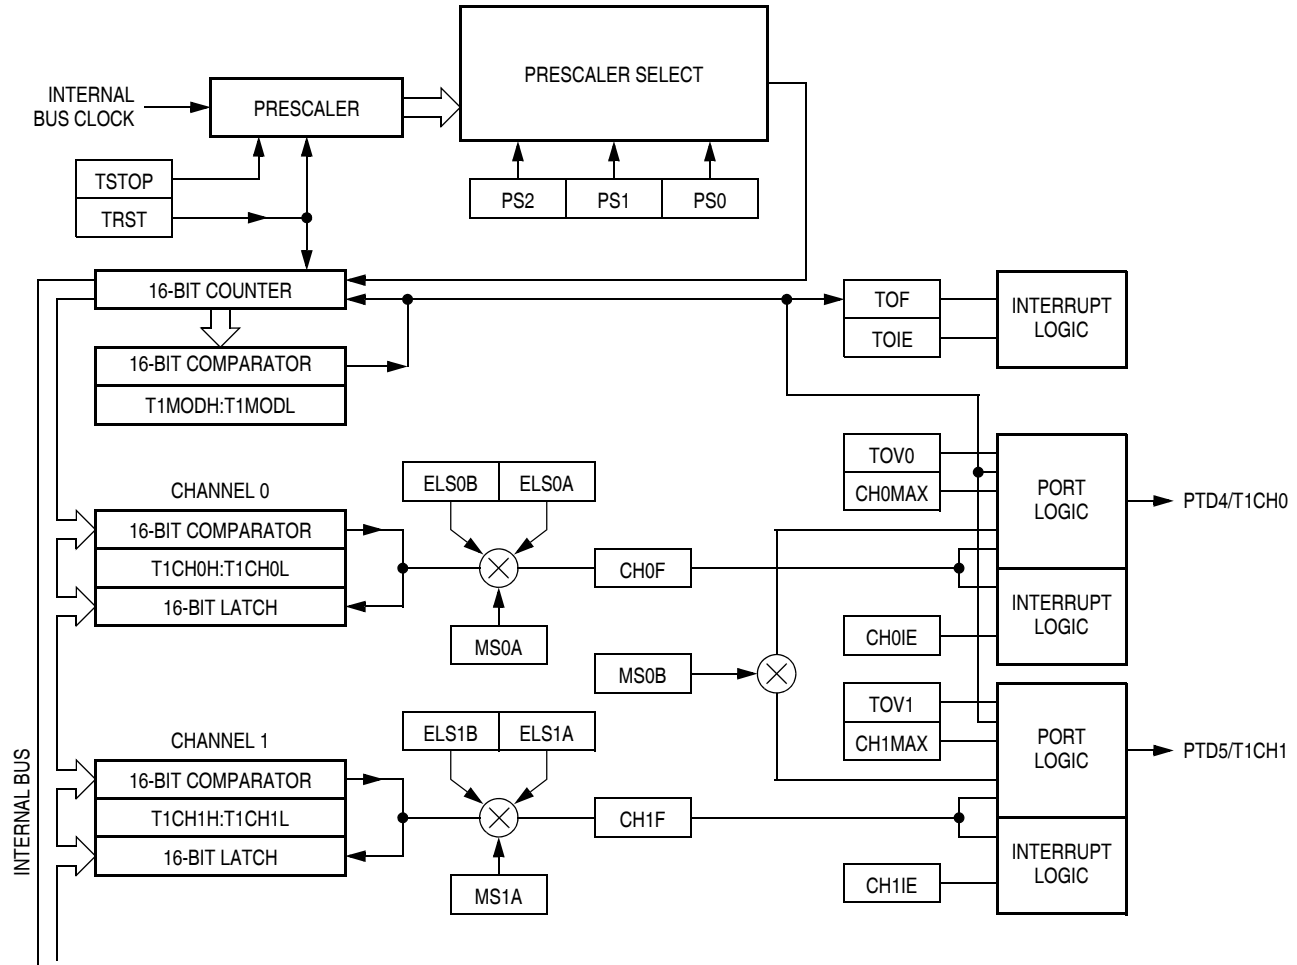 INTERNAL
BUS CLOCK
PRESCALER
PRESCALER SELECT
TSTOP
TRST
PS2
PS1
PS0
16-BIT COUNTER
16-BIT COMPARATOR
T1MODH:T1MODL
TOF
TOIE
INTERRUPT
LOGIC
CHANNEL 0
16-BIT COMPARATOR
T1CH0H:T1CH0L
16-BIT LATCH
ELS0B
ELS0A
MS0A
CH0F
TOV0
CH0MAX
PORT
LOGIC
PTD4/T1CH0
CH0IE
INTERRUPT
LOGIC
MS0B
INTERNAL BUS
CHANNEL 1
16-BIT COMPARATOR
T1CH1H:T1CH1L
16-BIT LATCH
ELS1B
ELS1A
MS1A
CH1F
TOV1
CH1MAX
PORT
LOGIC
PTD5/T1CH1
CH1IE
INTERRUPT
LOGIC